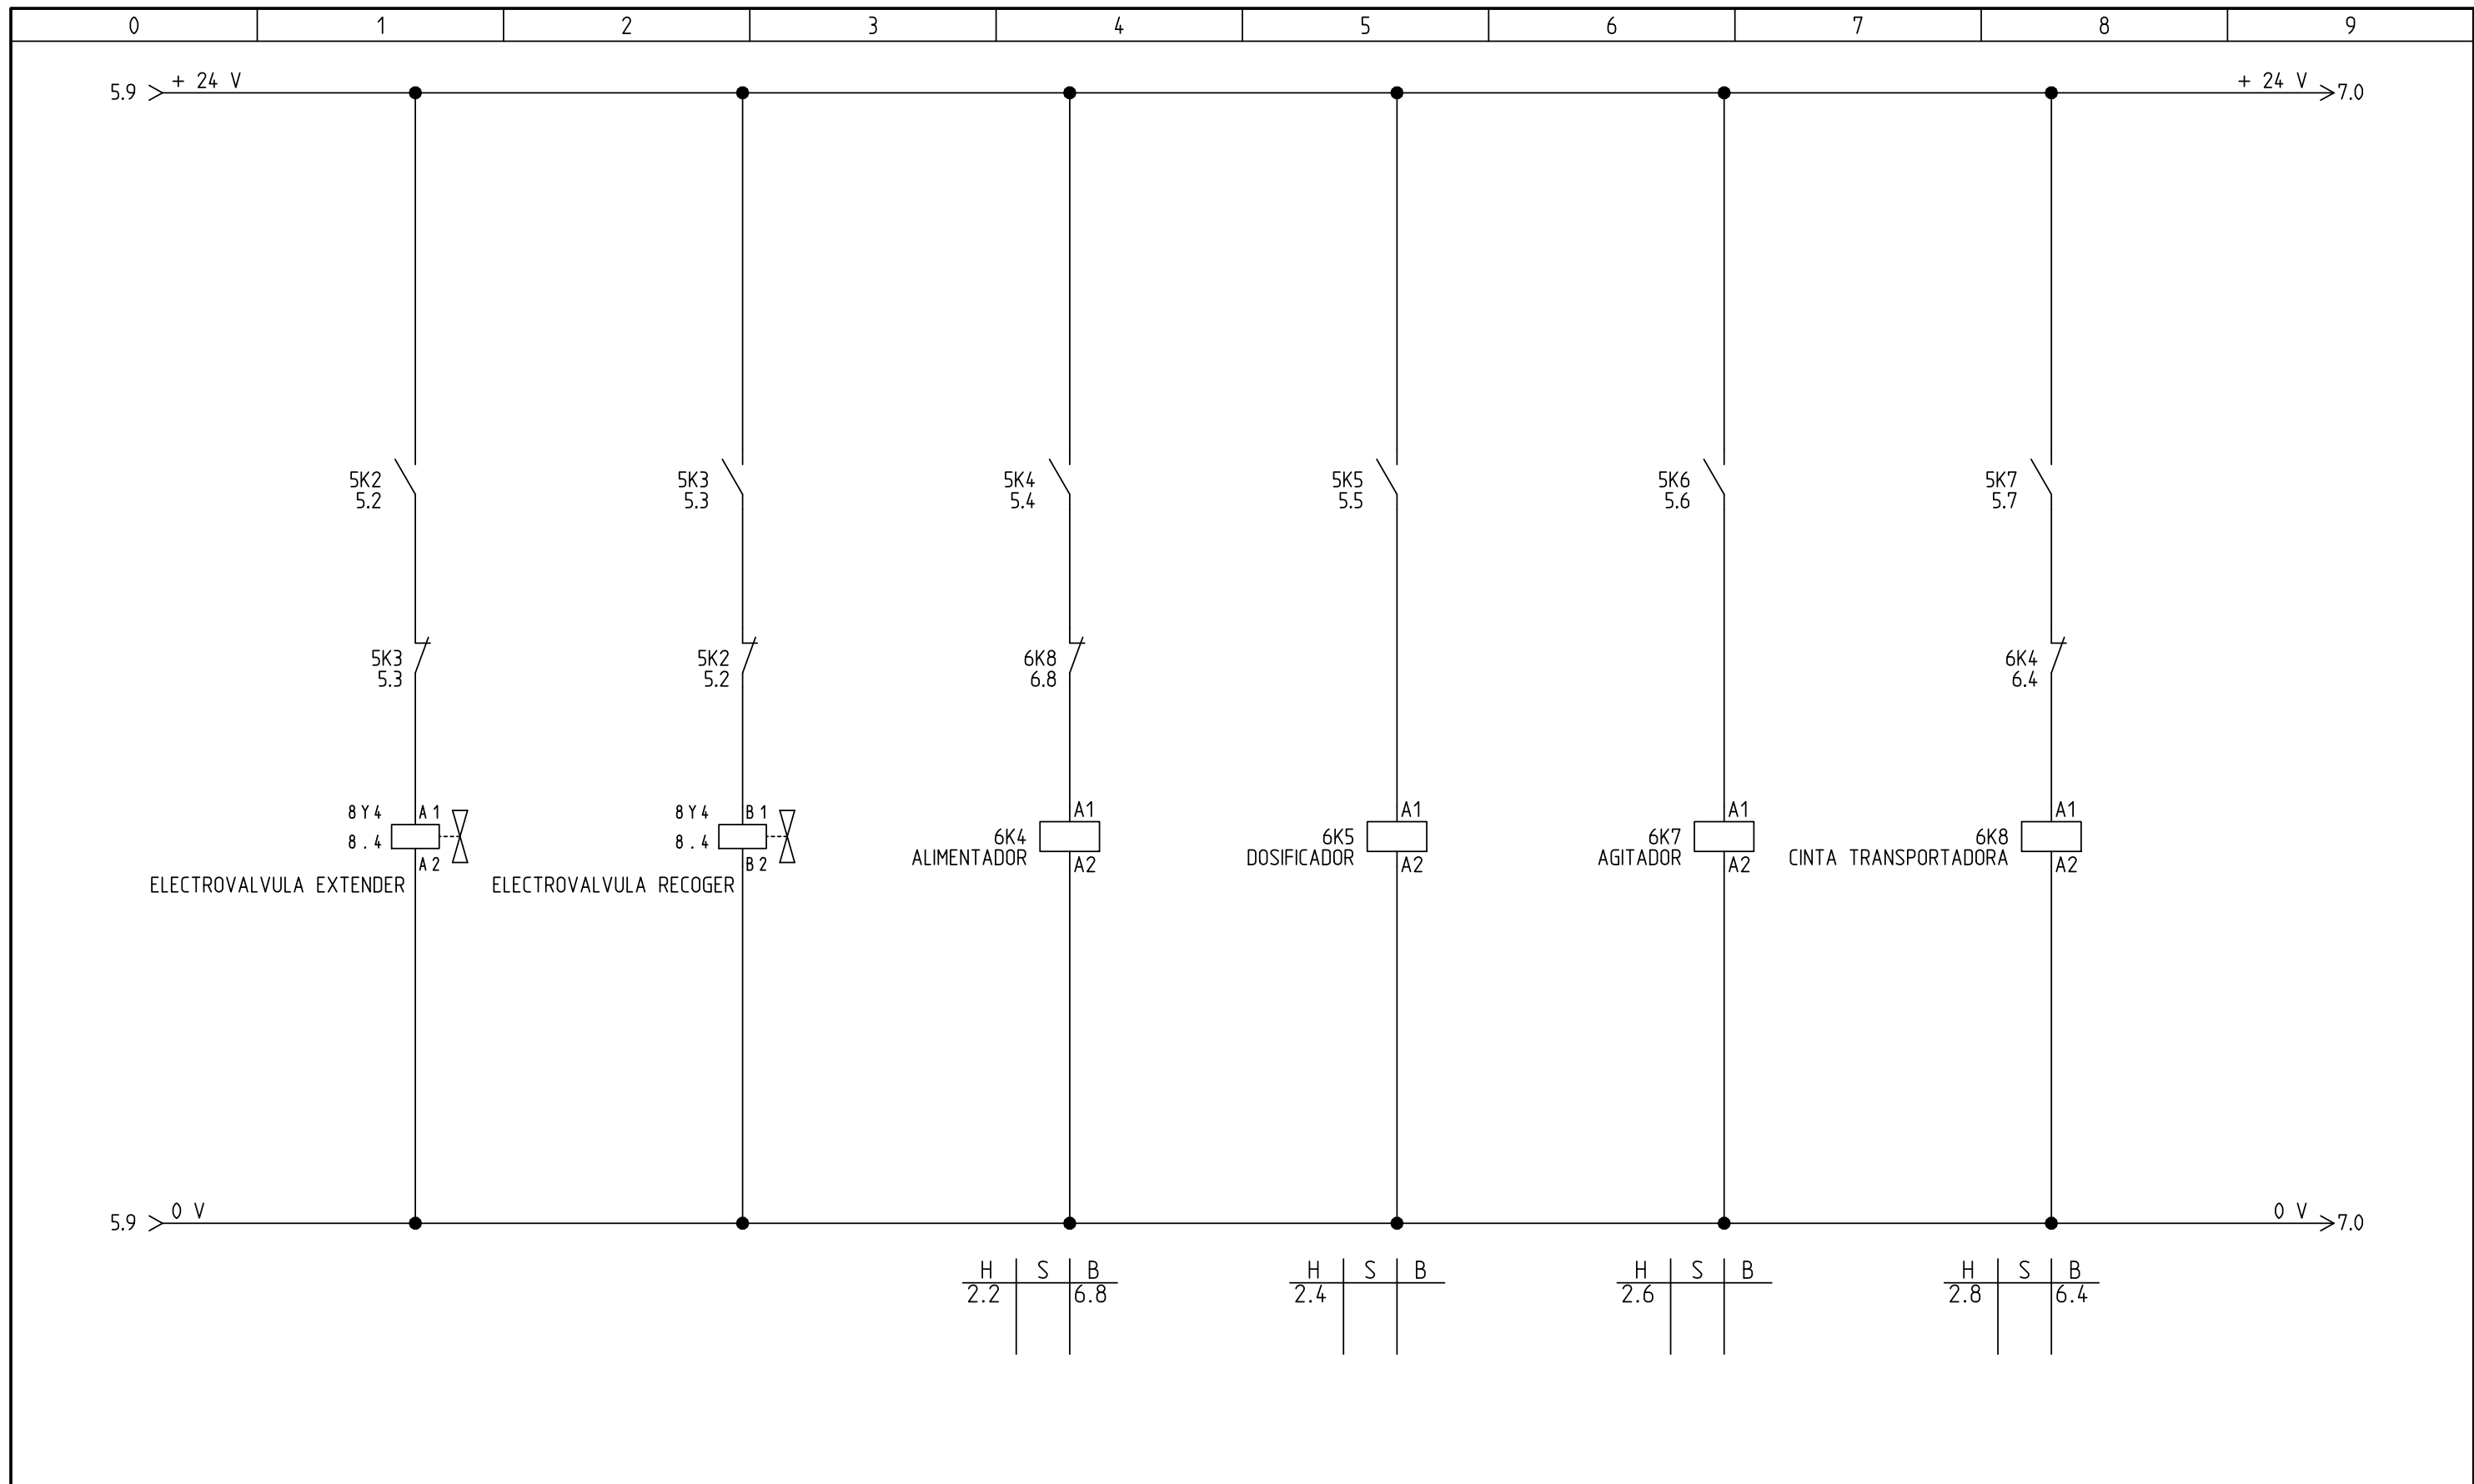 0 1 2 3 4 5 6 7 8 9
5.9 + 24 V + 24 V 7.0
5K2 5K3 5K4 5K5 5K6 5K7
5.2 5.3 5.4 5.5 5.6 5.7
5K3 5K2 6K8 6K4
5.3 5.2 6.8 6.4
8Y4 A1 8Y4 B1 A1 A1 A1 A1
8.4 8.4 6K4 6K5 6K7 6K8
ALIMENTADOR DOSIFICADOR AGITADOR CINTA TRANSPORTADORA
A2 B2 A2 A2 A2 A2
ELECTROVALVULA EXTENDER ELECTROVALVULA RECOGER
5.9 0 V 0 V 7.0
H S B H S B H S B H S B
2.2 6.8 2.4 2.6 2.8 6.4